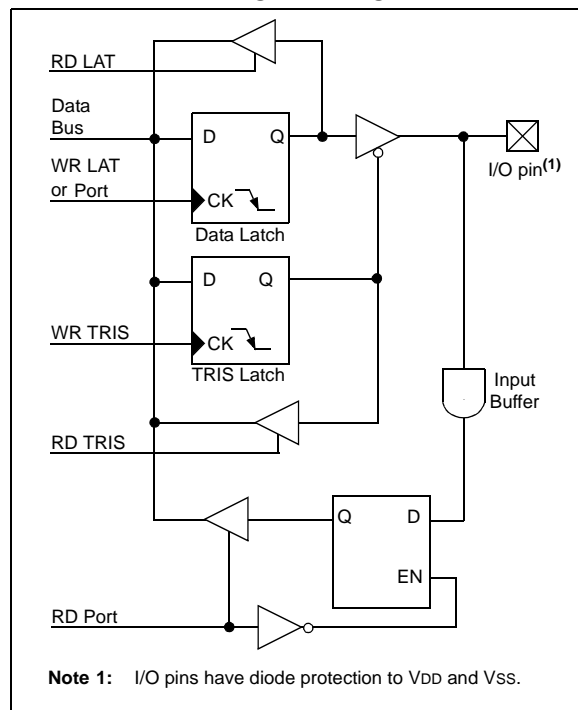 RD LAT
Data
Bus
D Q
WR LAT
or Port
CK
Data Latch
I/O pin(1)
D Q
WR TRIS
CK
TRIS Latch
Input
Buffer
RD TRIS
Q D
EN
RD Port
Note 1: I/O pins have diode protection to VDD and VSS.